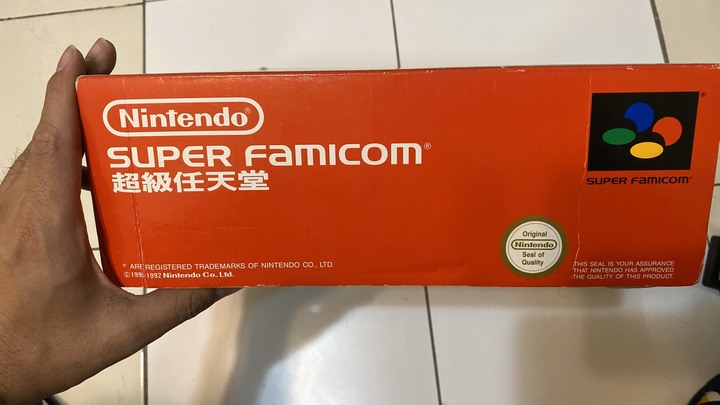 Nintendo®
SUPER FAMICOM®
超級任天堂
SUPER FAMICOM®
Original
Nintendo
Seal of
Quality
® ARE REGISTERED TRADEMARKS OF NINTENDO CO., LTD.
© 1990-1992 Nintendo Co., Ltd.
THIS SEAL IS YOUR ASSURANCE
THAT NINTENDO HAS APPROVED
THE QUALITY OF THIS PRODUCT.